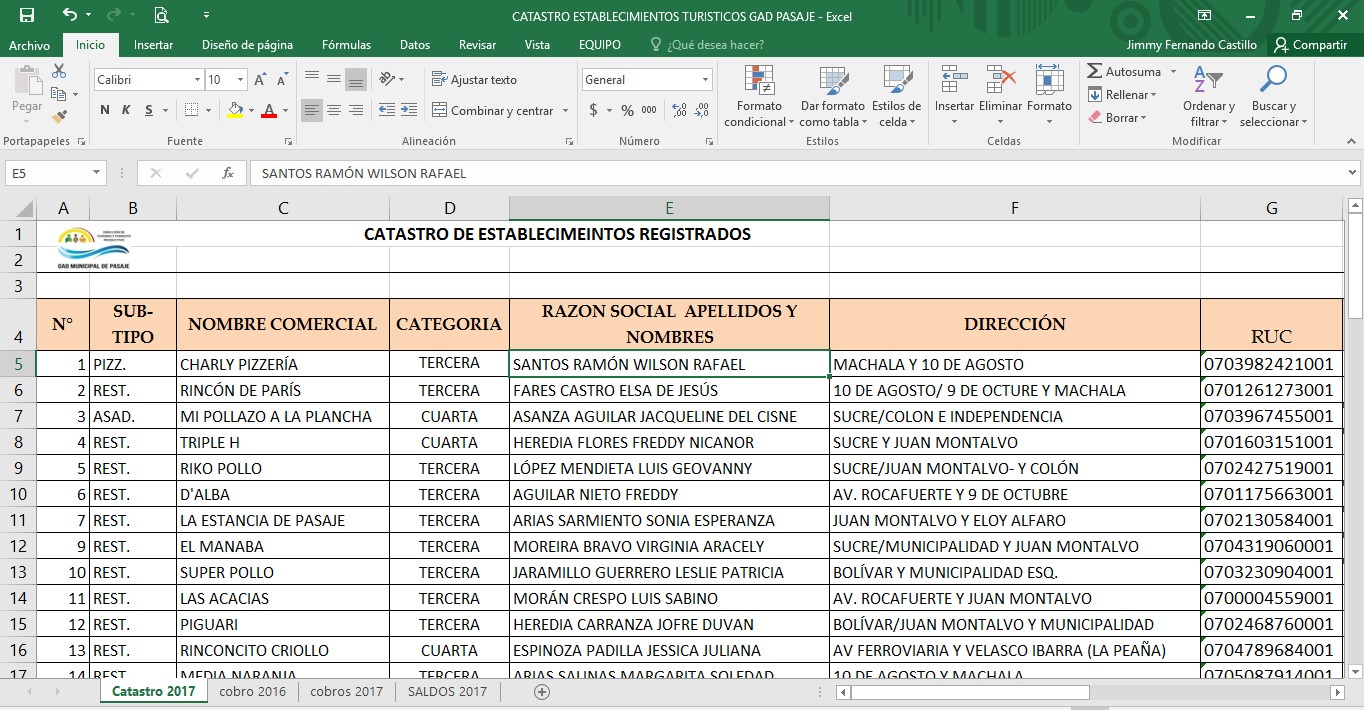 CATASTRO ESTABLECIMIENTOS TURISTICOS GAD PASAJE - Excel
Archivo Inicio Insertar Diseño de página Fórmulas Datos Revisar Vista EQUIPO ¿Qué desea hacer? Jimmy Fernando Castillo Compartir
Pegar Calibri 10 A A Ajustar texto General Formato condicional Dar formato como tabla Estilos de celda Insertar Eliminar Formato Autosuma Rellenar Borrar Ordenar y filtrar Buscar y seleccionar
N K S A Combinar y centrar $ % 000
Portapapeles Fuente Alineación Número Estilos Celdas Modificar
E5 fx SANTOS RAMÓN WILSON RAFAEL
A B C D E F G
1 CATASTRO DE ESTABLECIMEINTOS REGISTRADOS
GAD MUNICIPAL DE PASAJE
2
3
4 N° SUB-TIPO NOMBRE COMERCIAL CATEGORIA RAZON SOCIAL APELLIDOS Y NOMBRES DIRECCIÓN RUC
5 1 PIZZ. CHARLY PIZZERÍA TERCERA SANTOS RAMÓN WILSON RAFAEL MACHALA Y 10 DE AGOSTO 0703982421001
6 2 REST. RINCÓN DE PARÍS TERCERA FARES CASTRO ELSA DE JESÚS 10 DE AGOSTO/ 9 DE OCTURE Y MACHALA 0701261273001
7 3 ASAD. MI POLLAZO A LA PLANCHA CUARTA ASANZA AGUILAR JACQUELINE DEL CISNE SUCRE/COLON E INDEPENDENCIA 0703967455001
8 4 REST. TRIPLE H CUARTA HEREDIA FLORES FREDDY NICANOR SUCRE Y JUAN MONTALVO 0701603151001
9 5 REST. RIKO POLLO TERCERA LÓPEZ MENDIETA LUIS GEOVANNY SUCRE/JUAN MONTALVO- Y COLÓN 0702427519001
10 6 REST. D'ALBA TERCERA AGUILAR NIETO FREDDY AV. ROCAFUERTE Y 9 DE OCTUBRE 0701175663001
11 7 REST. LA ESTANCIA DE PASAJE TERCERA ARIAS SARMIENTO SONIA ESPERANZA JUAN MONTALVO Y ELOY ALFARO 0702130584001
12 9 REST. EL MANABA TERCERA MOREIRA BRAVO VIRGINIA ARACELY SUCRE/MUNICIPALIDAD Y JUAN MONTALVO 0704319060001
13 10 REST. SUPER POLLO TERCERA JARAMILLO GUERRERO LESLIE PATRICIA BOLÍVAR Y MUNICIPALIDAD ESQ. 0703230904001
14 11 REST. LAS ACACIAS TERCERA MORÁN CRESPO LUIS SABINO AV. ROCAFUERTE Y JUAN MONTALVO 0700004559001
15 12 REST. PIGUARI TERCERA HEREDIA CARRANZA JOFRE DUVAN BOLÍVAR/JUAN MONTALVO Y MUNICIPALIDAD 0702468760001
16 13 REST. RINCONCITO CRIOLLO CUARTA ESPINOZA PADILLA JESSICA JULIANA AV FERROVIARIA Y VELASCO IBARRA (LA PEAÑA) 0704789684001
17 14 REST. MEDIA NARANJA TERCERA ARIAS SALINAS MARGARITA SOLEDAD 10 DE AGOSTO Y MACHALA 0705087914001
Catastro 2017 cobro 2016 cobros 2017 SALDOS 2017